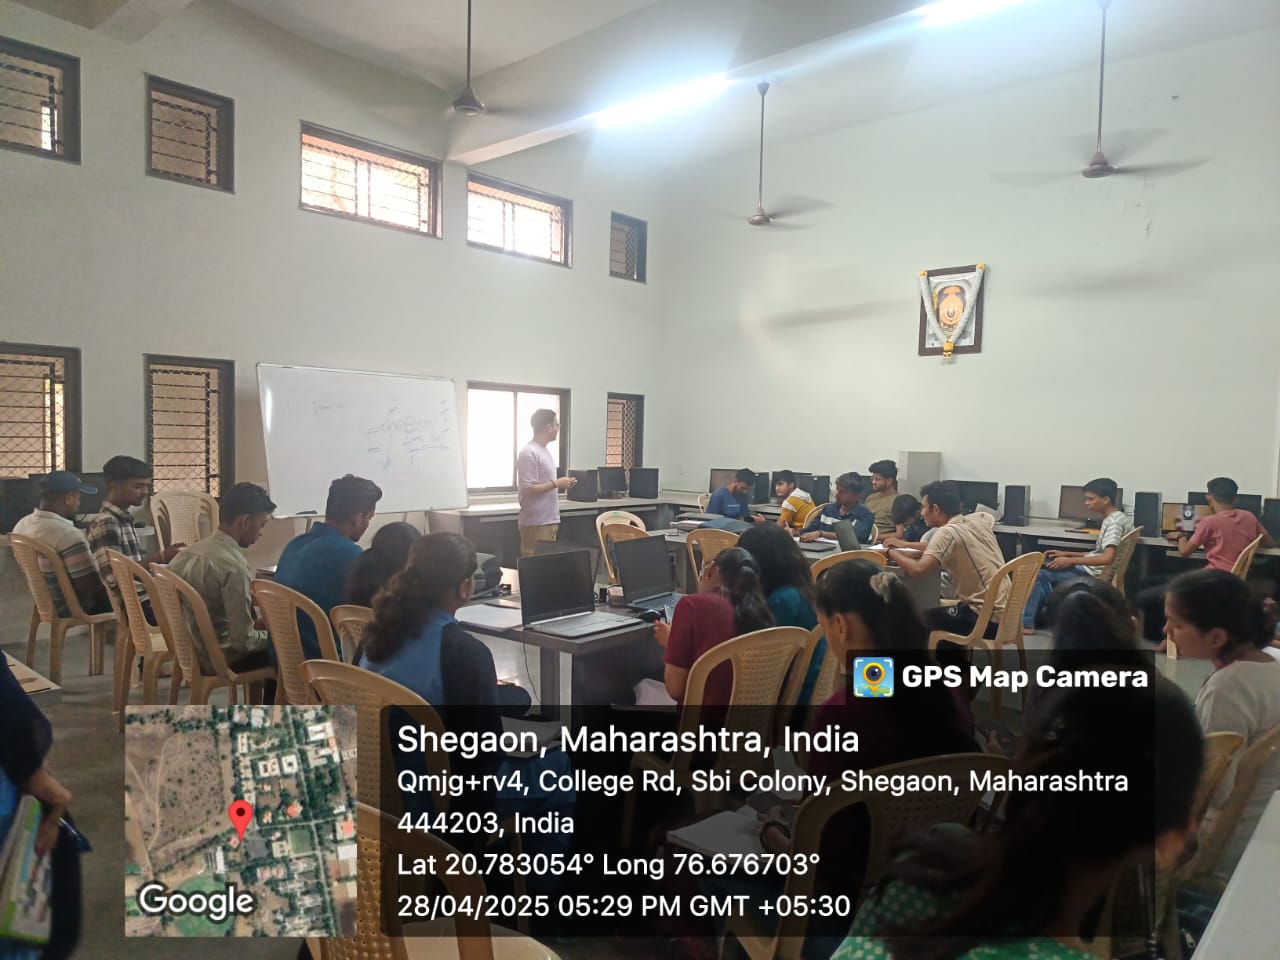 GPS Map Camera
Shegaon, Maharashtra, India
Qmjg+rv4, College Rd, Sbi Colony, Shegaon, Maharashtra
444203, India
Lat 20.783054° Long 76.676703°
28/04/2025 05:29 PM GMT +05:30
Google